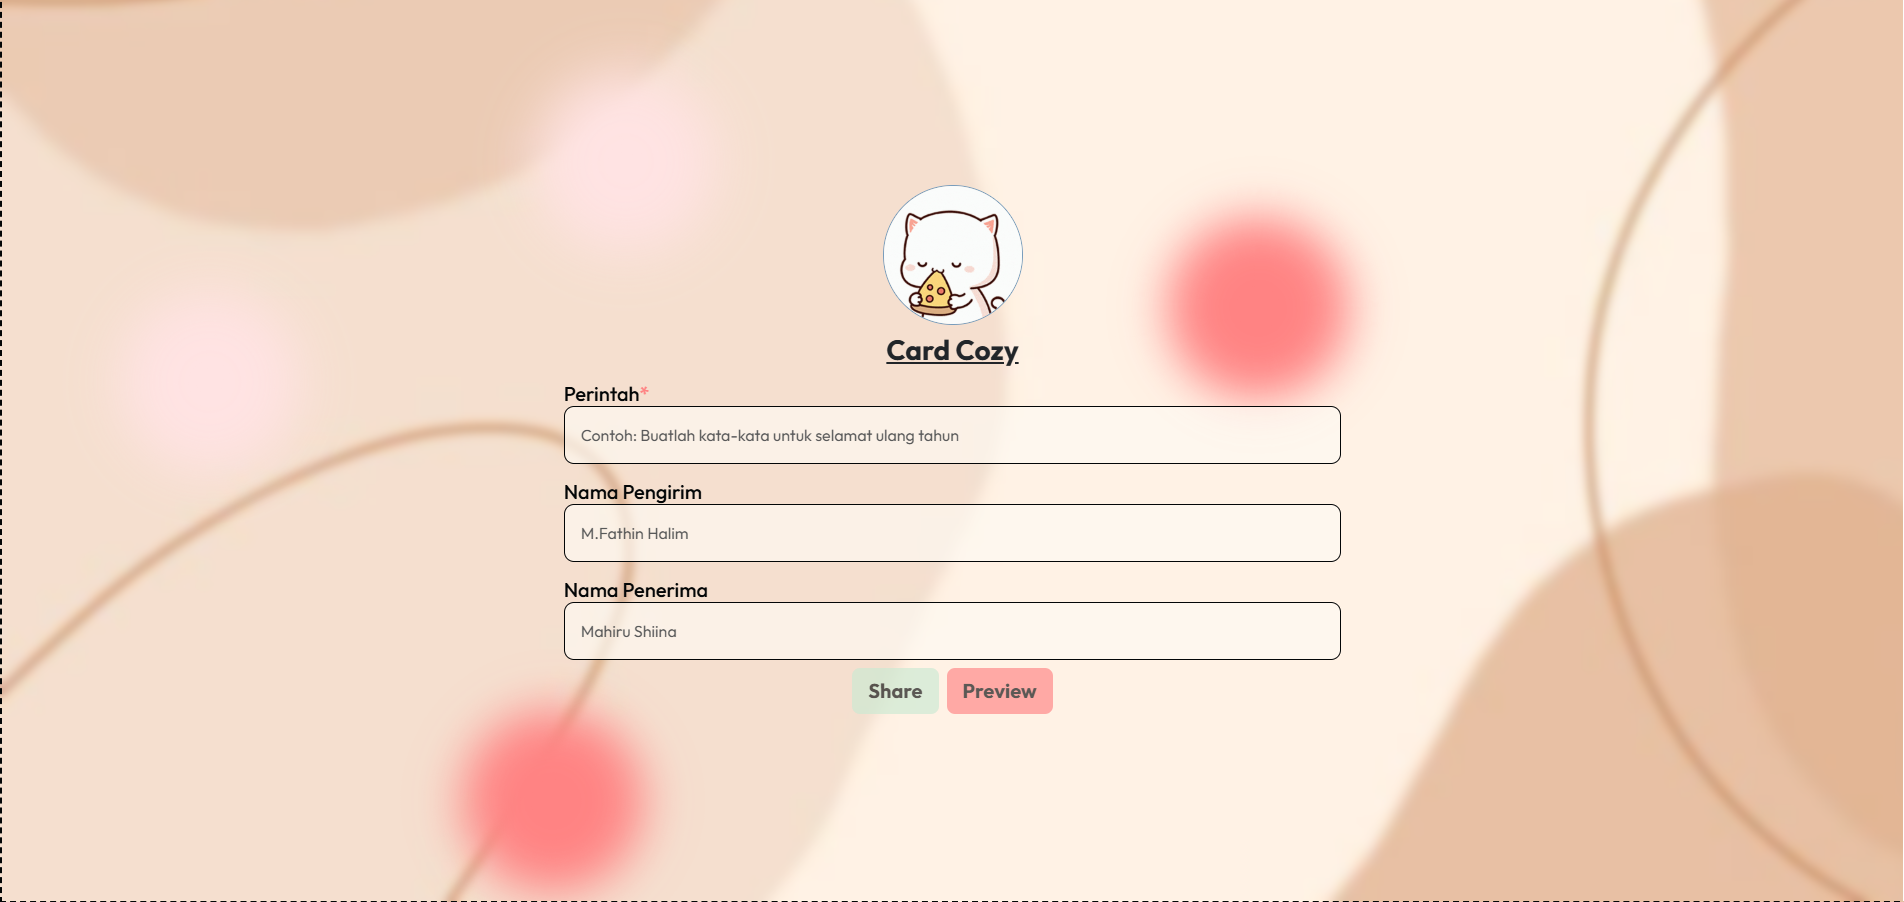 Card Cozy
Perintah*
Contoh: Buatlah kata-kata untuk selamat ulang tahun
Nama Pengirim
M.Fathin Halim
Nama Penerima
Mahiru Shiina
Share Preview